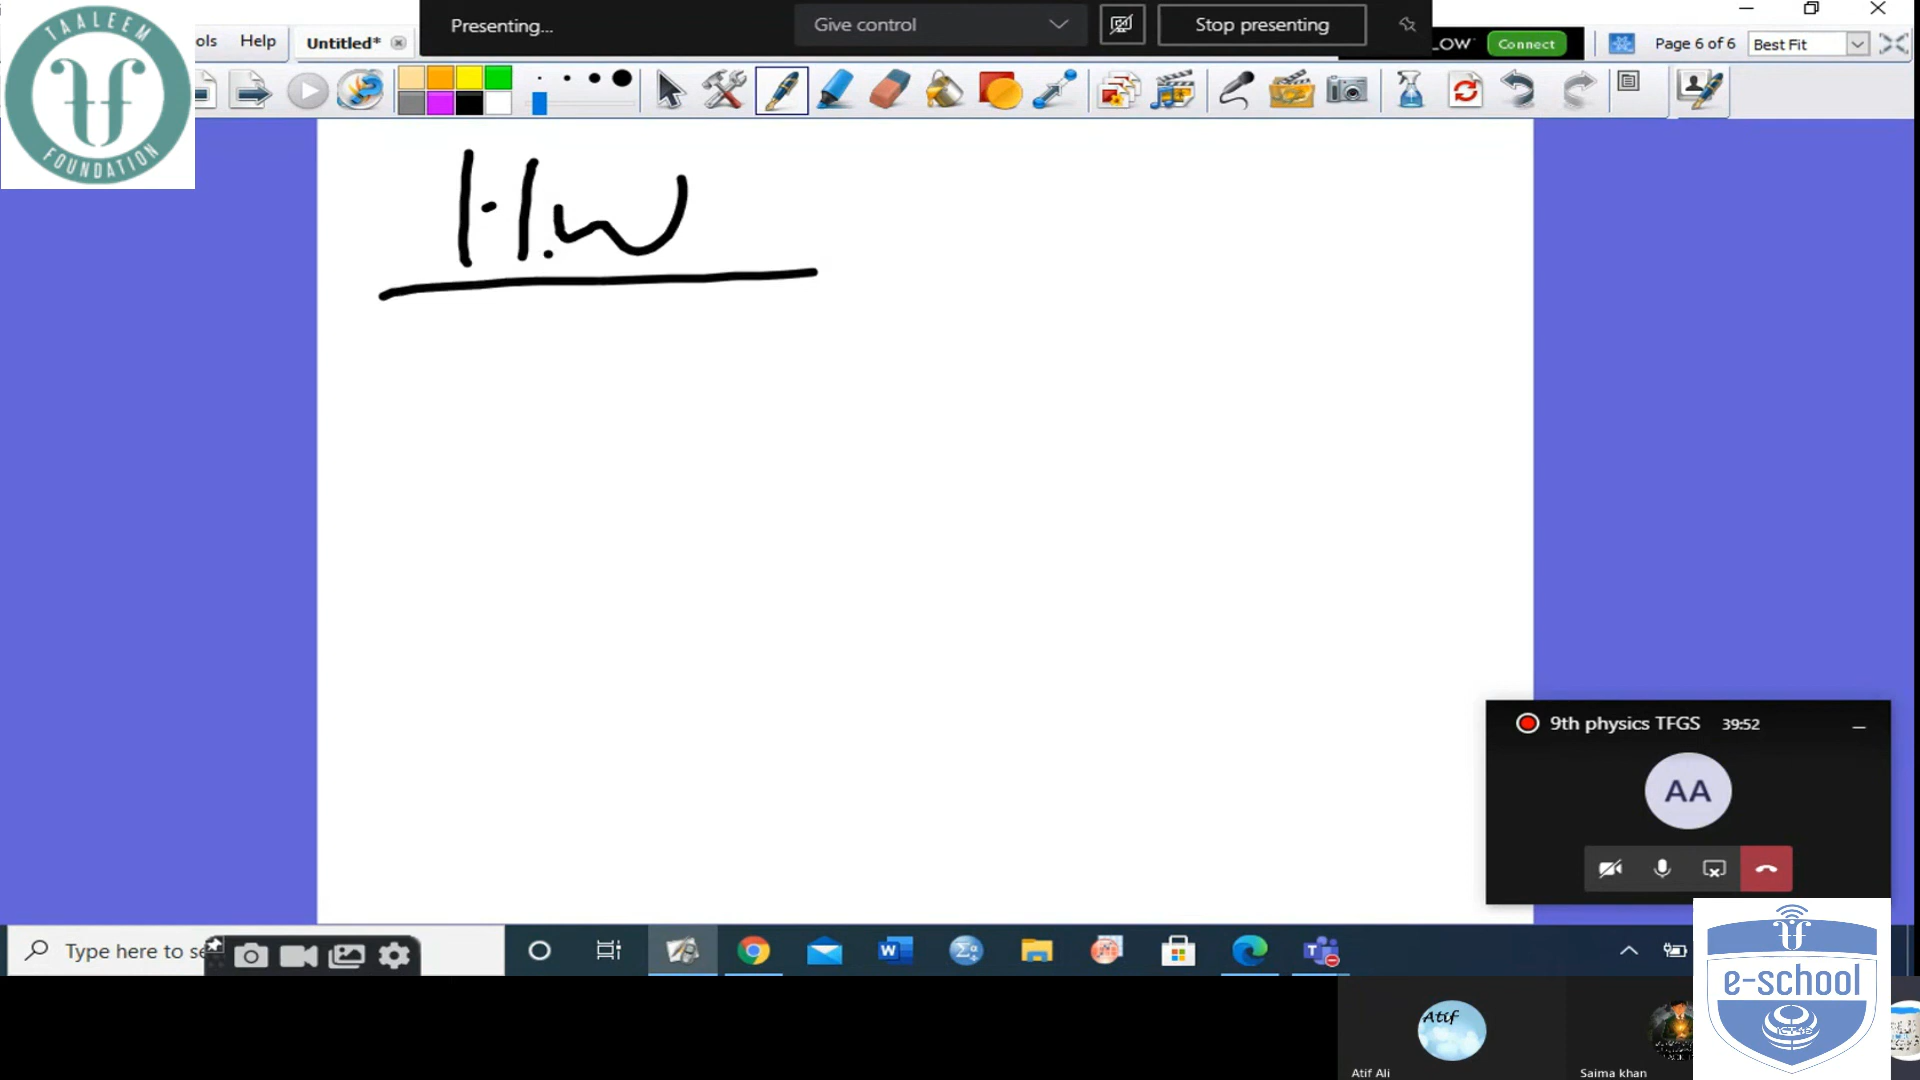 TAALEEM
FOUNDATION
ols Help Untitled*
Presenting...
Give control
Stop presenting
LOW Connect
Page 6 of 6 Best Fit
H.W
9th physics TFGS 39:52
AA
Type here to se
e-school
Atif
Atif Ali
Saima khan